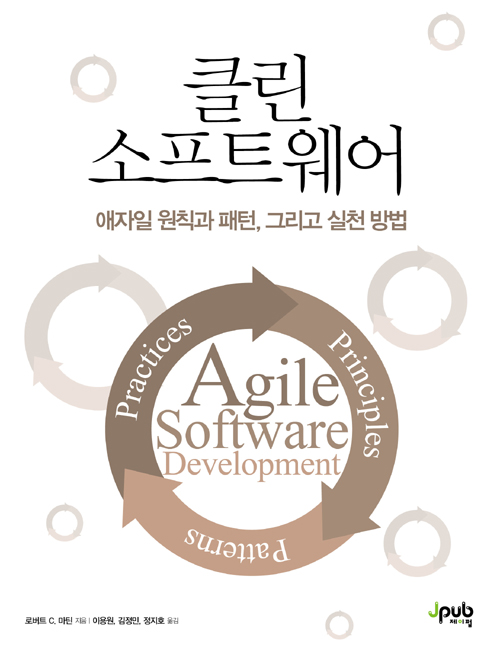 클린
소프트웨어
애자일 원칙과 패턴, 그리고 실천 방법
Practices
Principles
Agile
Software
Development
Patterns
로버트 C. 마틴 지음 | 이용원, 김정민, 정지호 옮김
Jpub
제이펍